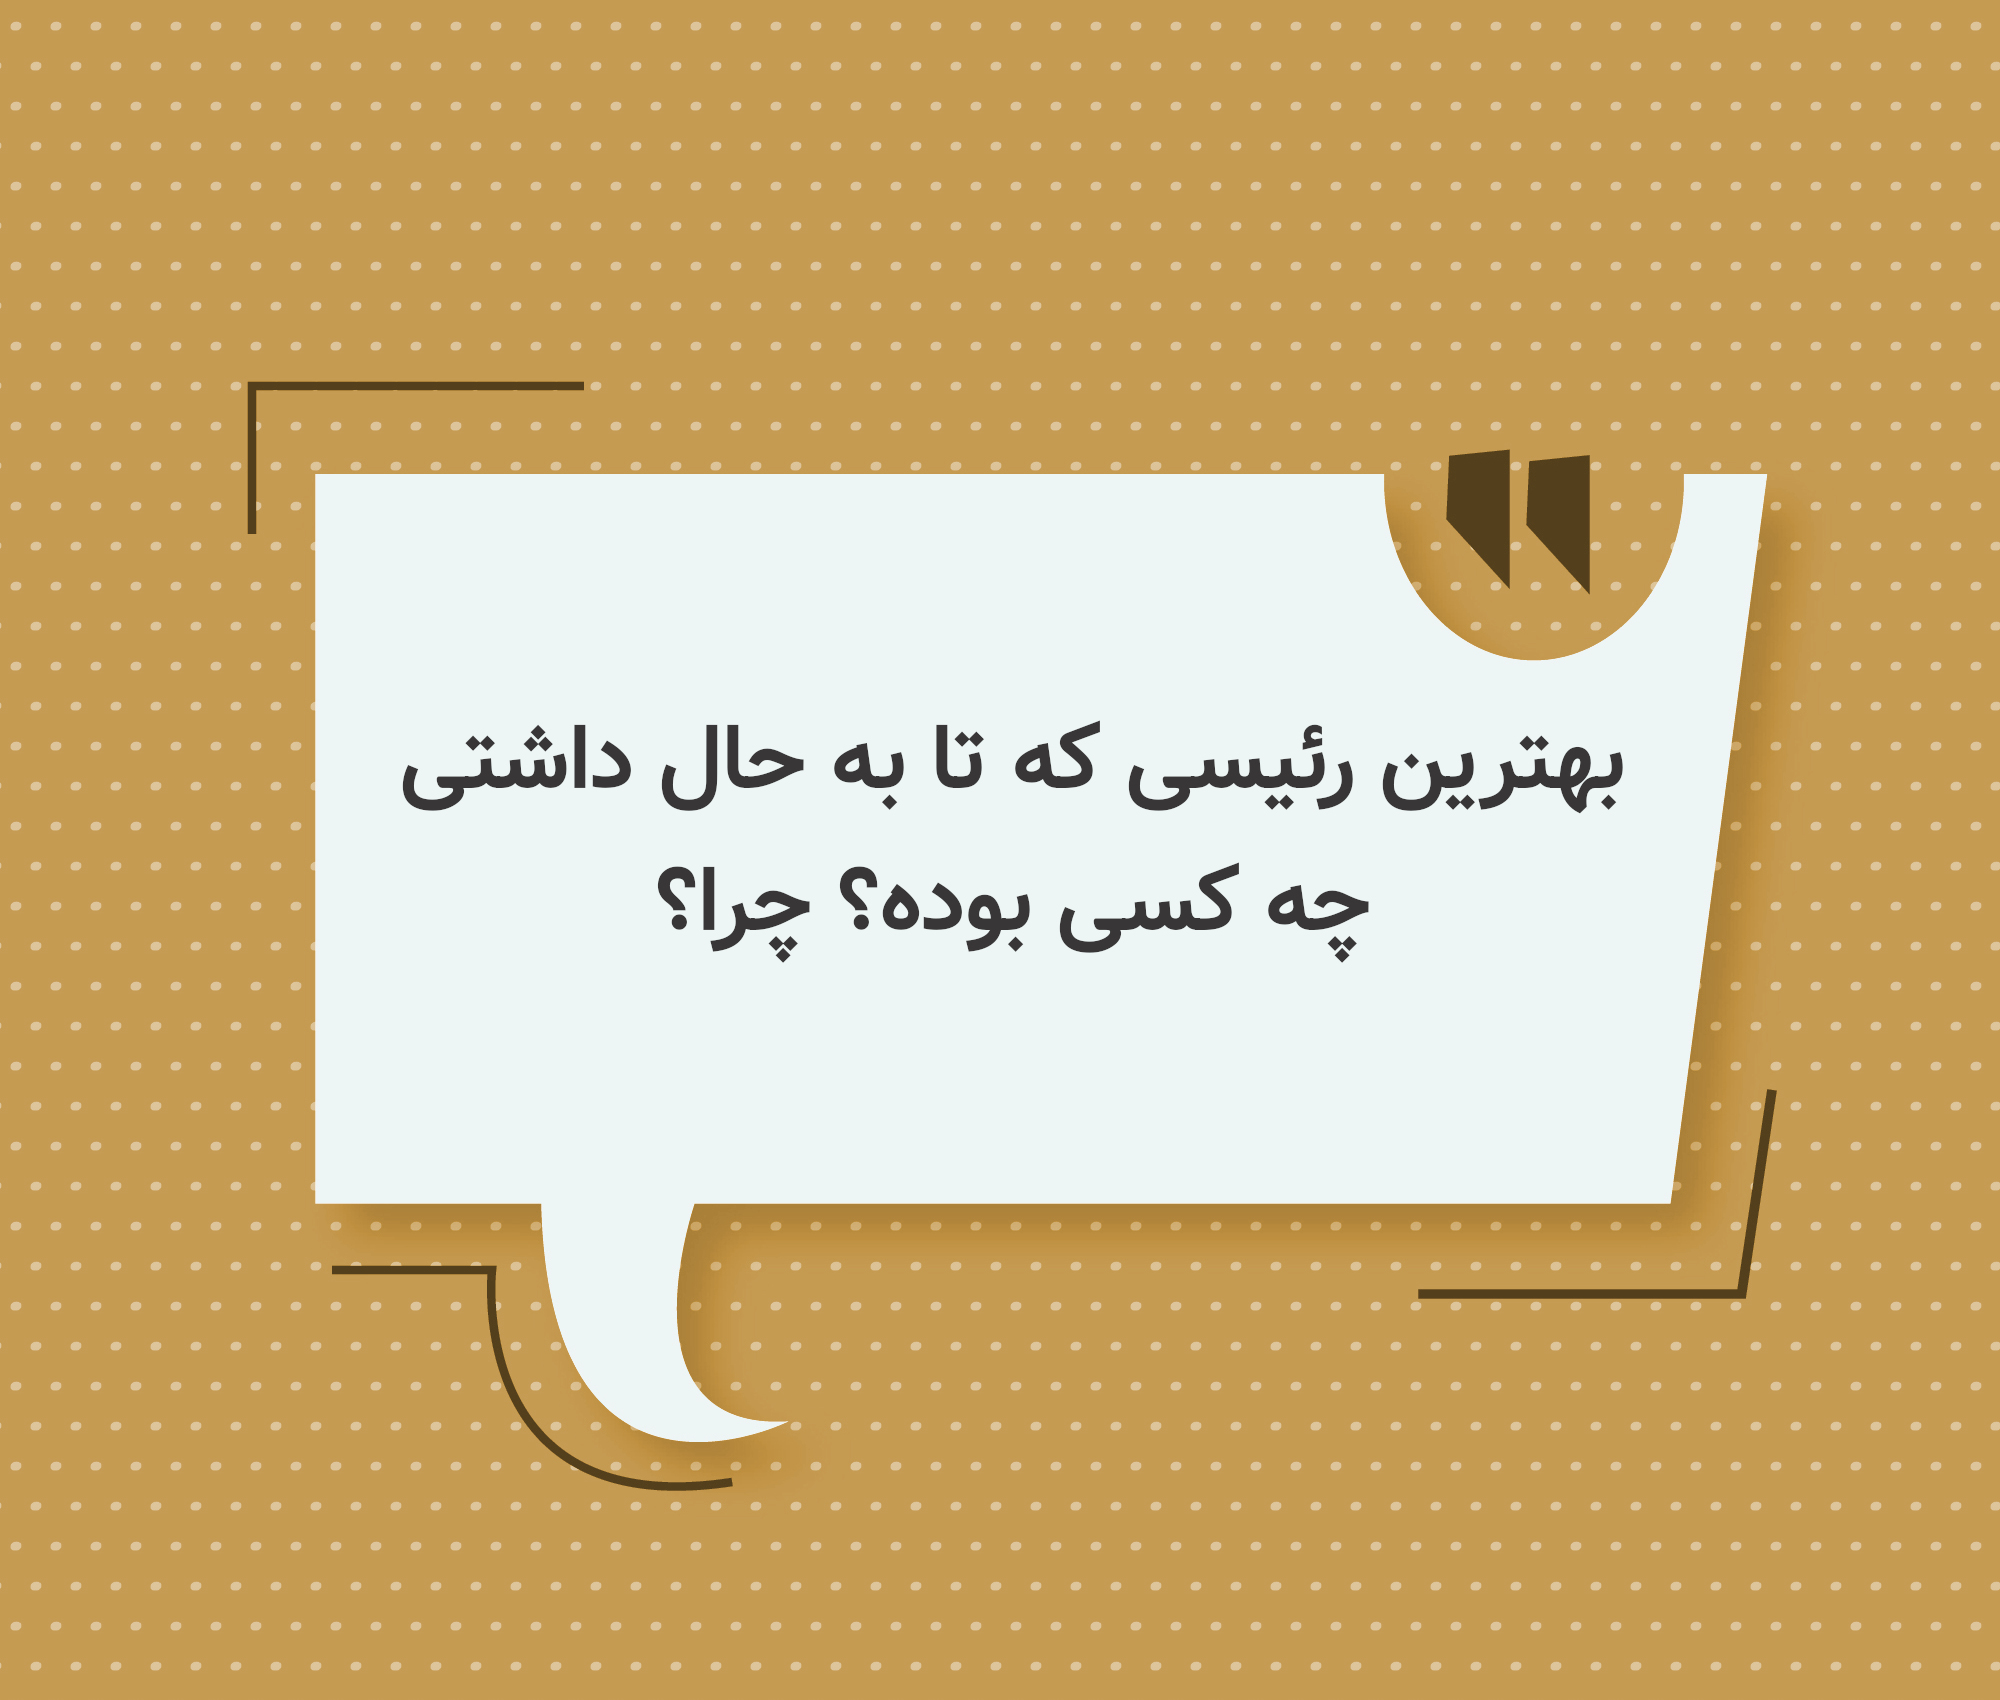 بهترین رئیسی که تا به حال داشتی
چه کسی بوده؟ چرا؟